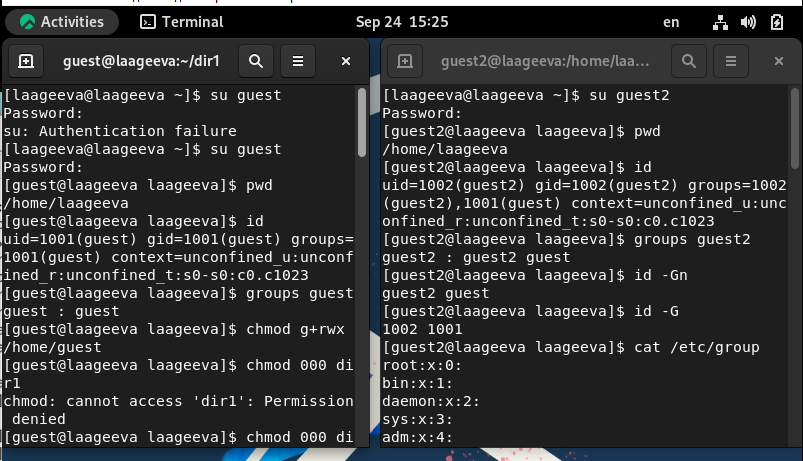 Activities
Terminal
Sep 24 15:25
en
guest@laageeva:~/dir1
[laageeva@laageeva ~]$ su guest
Password:
su: Authentication failure
[laageeva@laageeva ~]$ su guest
Password:
[guest@laageeva laageeva]$ pwd
/home/laageeva
[guest@laageeva laageeva]$ id
uid=1001(guest) gid=1001(guest) groups=
1001(guest) context=unconfined_u:unconf
ined_r:unconfined_t:s0-s0:c0.c1023
[guest@laageeva laageeva]$ groups guest
guest : guest
[guest@laageeva laageeva]$ chmod g+rwx
/home/guest
[guest@laageeva laageeva]$ chmod 000 di
r1
chmod: cannot access 'dir1': Permission
 denied
[guest@laageeva laageeva]$ chmod 000 di
guest2@laageeva:/home/laa...
[laageeva@laageeva ~]$ su guest2
Password:
[guest2@laageeva laageeva]$ pwd
/home/laageeva
[guest2@laageeva laageeva]$ id
uid=1002(guest2) gid=1002(guest2) groups=1002
(guest2),1001(guest) context=unconfined_u:unc
onfined_r:unconfined_t:s0-s0:c0.c1023
[guest2@laageeva laageeva]$ groups guest2
guest2 : guest2 guest
[guest2@laageeva laageeva]$ id -Gn
guest2 guest
[guest2@laageeva laageeva]$ id -G
1002 1001
[guest2@laageeva laageeva]$ cat /etc/group
root:x:0:
bin:x:1:
daemon:x:2:
sys:x:3:
adm:x:4: